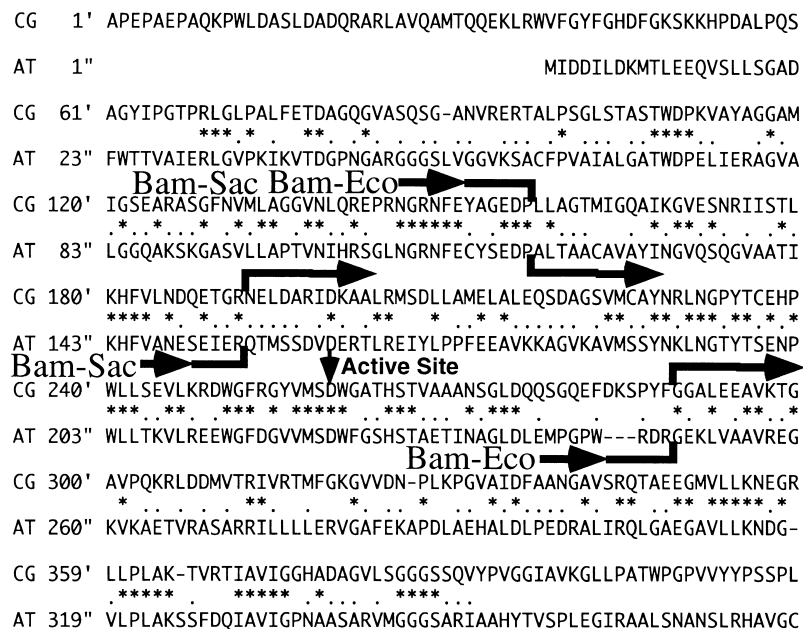 CG 1' APEPAEPAQKPWLDASLDADQRARLAVQAMTQQEKLRWVFGYFGHDFGKSKKHPDALPQS
AT 1" MIDDILDKMTLEEQVSLLSGAD
CG 61' AGYIPGTPRLGLPALFETDAGQGVASQSG-ANVRERTALPSGLSTASTWDPKVAYAGGAM
AT 23" FWTTVAIERLGVPKIKVTDGPNGARGGGSLVGGVKSACFPVAIALGATWDPELIERAGVA
Bam-Sac Bam-Eco
CG 120' IGSEARASGFNVMLAGGVNLQREPRNGRNFEYAGEDPLLAGTMIGQAIKGVESNRIISTL
AT 83" LGGQAKSKGASVLLAPTVNIHRSGLNGRNFECYSEDPALTAACAVAYINGVQSQGVAATI
CG 180' KHFVLNDQETGRNELDARIDKAALRMSDLLAMELALEQSDAGSVMCAYNRLNGPYTCEHP
AT 143" KHFVANESEIERQTMSSDVDERTLREIYLPPFEEAVKKAGVKAVMSSYNKLNGTYTSENP
Bam-Sac Active Site
CG 240' WLLSEVLKRDWGFRGYVMSDWGATHSTVAAANSGLDQQSGQEFDKSPYFGGALEEAVKTG
AT 203" WLLTKVLREEWGFDGVVMSDWFGSHSTAETINAGLDLEMPGPW---RDRGEKLVAAVREG
Bam-Eco
CG 300' AVPQKRLDDMVTRIVRTMFGKGVVDN-PLKPGVAIDFAANGAVSRQTAEEGMVLLKNEGR
AT 260" KVKAETVRASARRILLLLERVGAFEKAPDLAEHALDLPEDRALIRQLGAEGAVLLKNDG-
CG 359' LLPLAK-TVRTIAVIGGHADAGVLSGGGSSQVYPVGGIAVKGLLPATWPGPVVYYPSSPL
AT 319" VLPLAKSSFDQIAVIGPNAASARVMGGGSARIAAHYTVSPLEGIRAALSNANSLRHAVGC